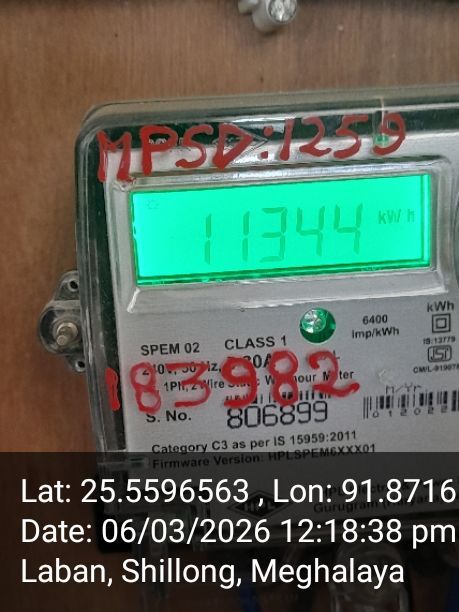 MPSD:1259
11344 kWh
6400
imp/kWh
kWh
IS:13779
SPEM 02 CLASS 1
183982
S. No. 806899
Category C3 as per IS 15959:2011
Firmware Version: HPLSPEM6XXX01
Lat: 25.5596563 , Lon: 91.8716
Date: 06/03/2026 12:18:38 pm
Laban, Shillong, Meghalaya